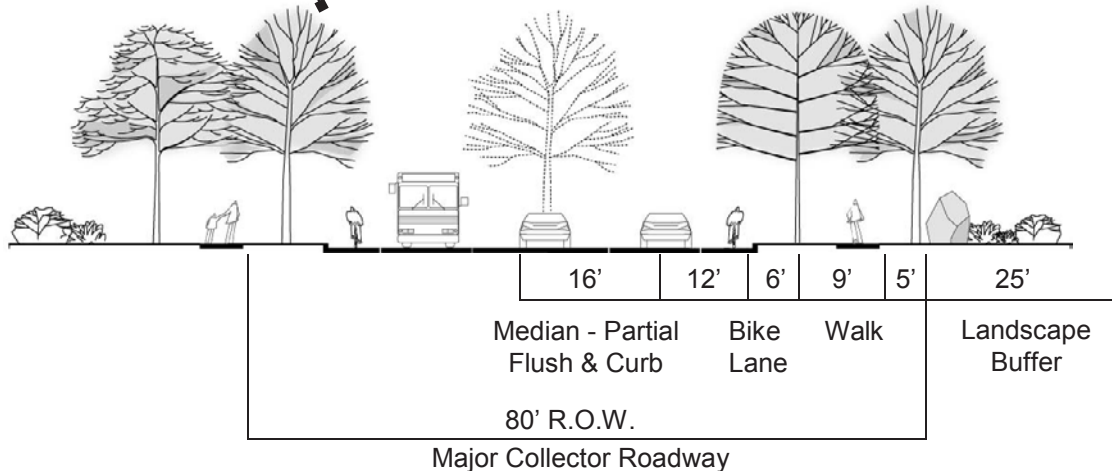 16’ 12’ 6’ 9’ 5’ 25’
Median - Partial Bike Walk Landscape
Flush & Curb Lane Buffer
80’ R.O.W.
Major Collector Roadway